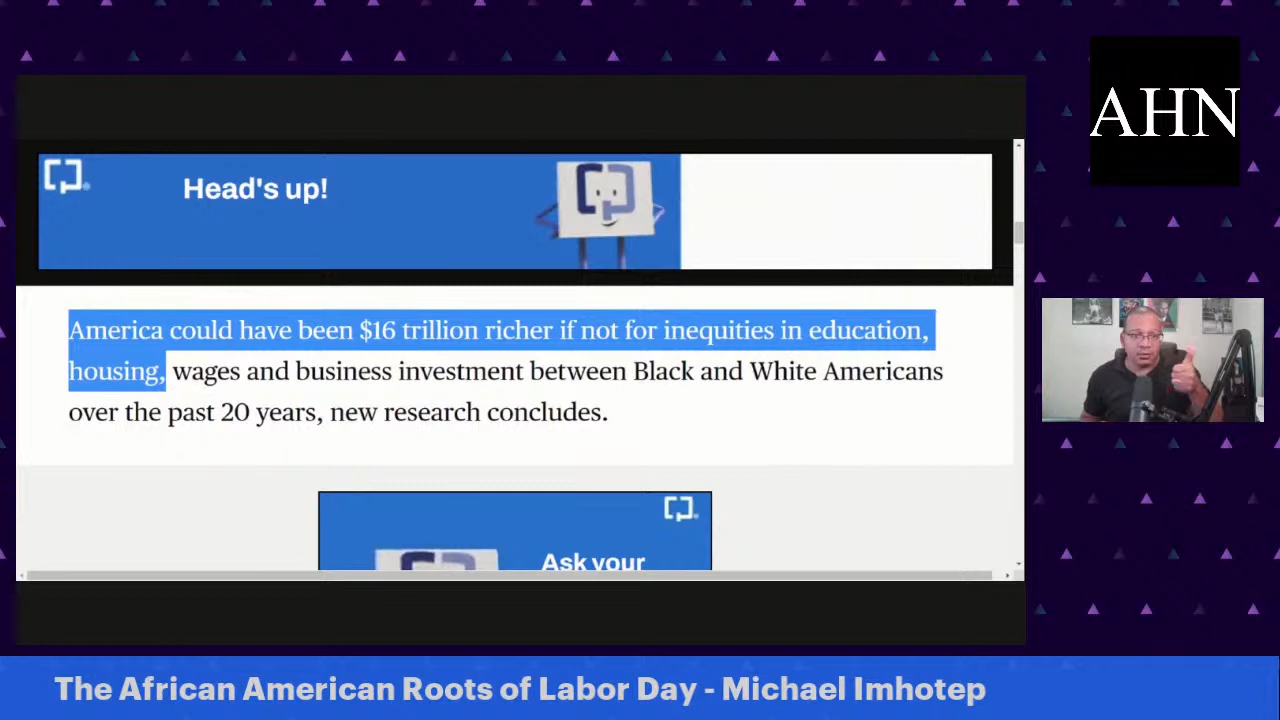 AHN
Head's up!
America could have been $16 trillion richer if not for inequities in education,
housing, wages and business investment between Black and White Americans
over the past 20 years, new research concludes.
Ask your
The African American Roots of Labor Day - Michael Imhotep